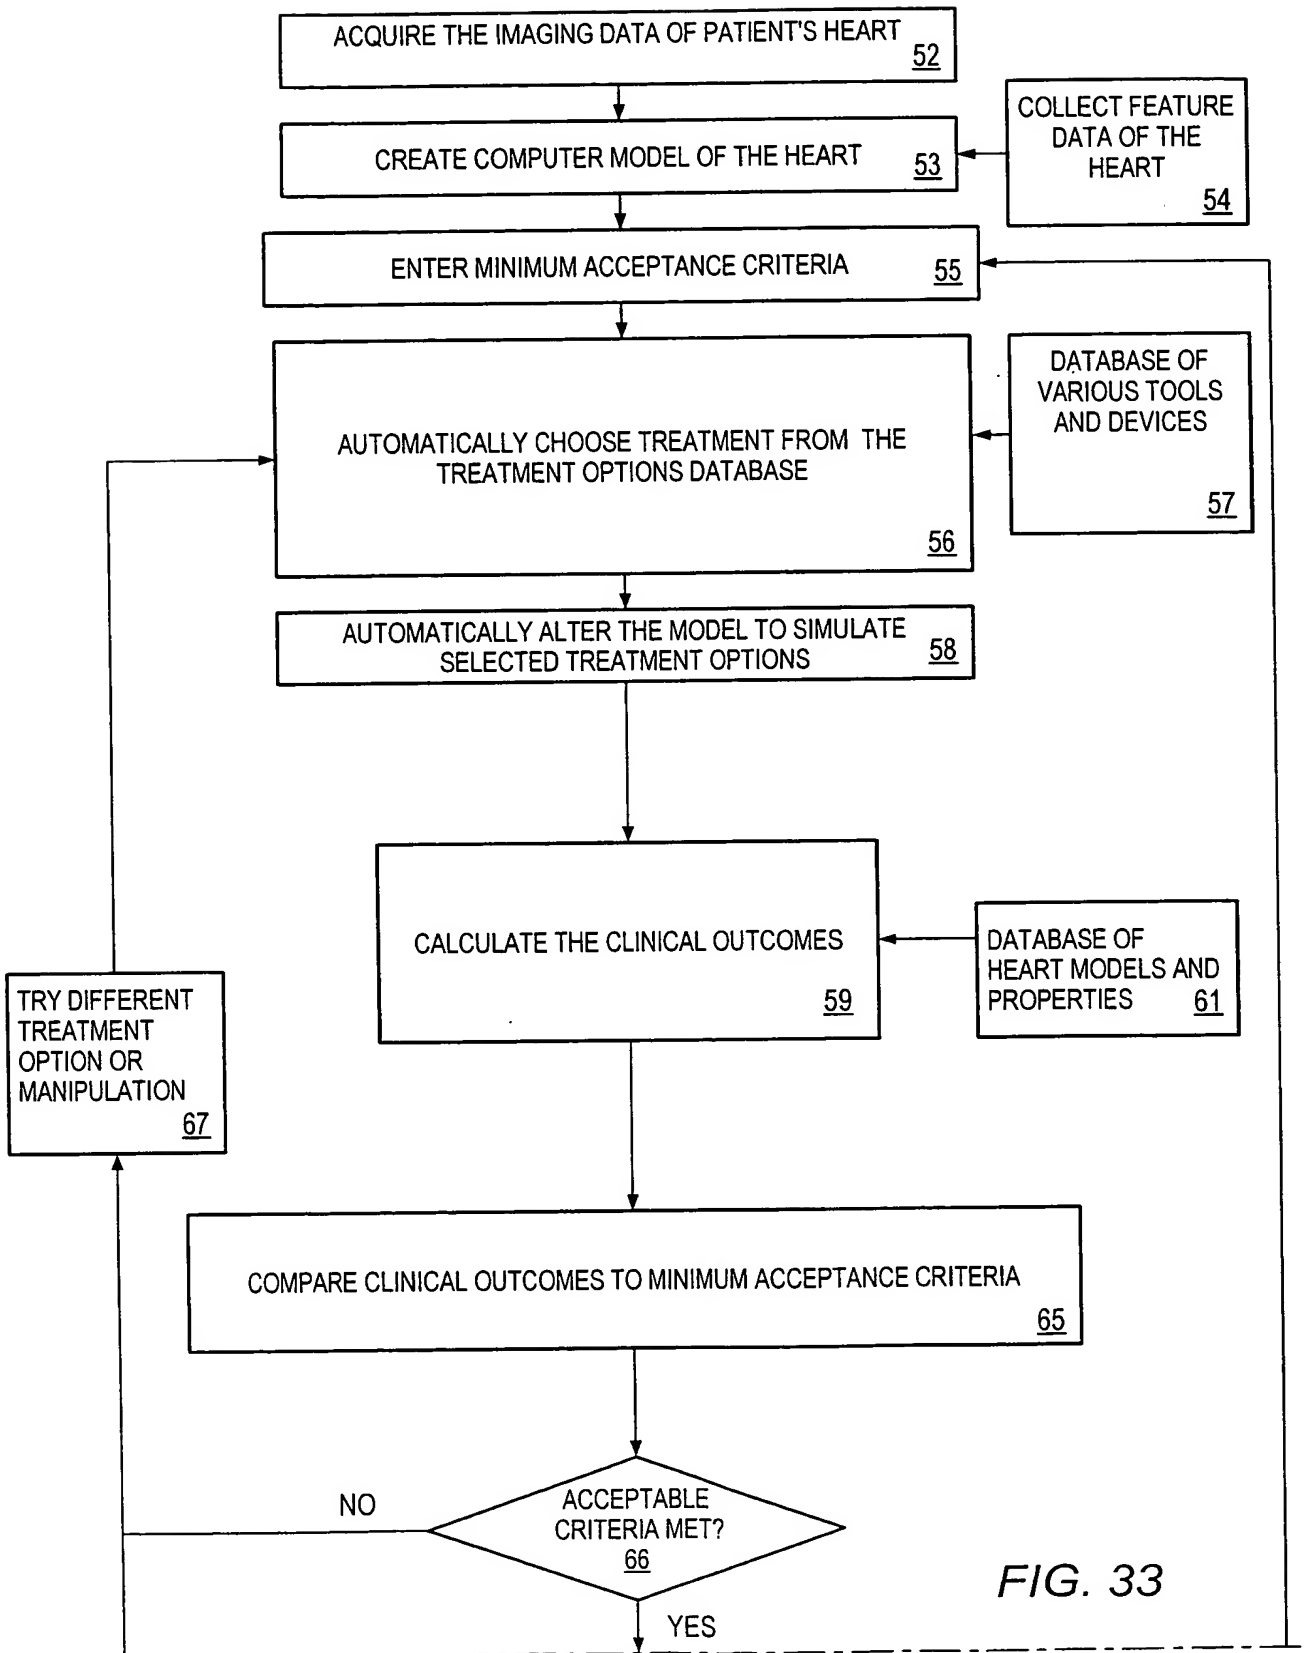 ACQUIRE THE IMAGING DATA OF PATIENT'S HEART
52
COLLECT FEATURE
DATA OF THE
HEART
54
CREATE COMPUTER MODEL OF THE HEART
53
ENTER MINIMUM ACCEPTANCE CRITERIA
55
DATABASE OF
VARIOUS TOOLS
AND DEVICES
57
AUTOMATICALLY CHOOSE TREATMENT FROM THE
TREATMENT OPTIONS DATABASE
56
AUTOMATICALLY ALTER THE MODEL TO SIMULATE
SELECTED TREATMENT OPTIONS
58
CALCULATE THE CLINICAL OUTCOMES
59
DATABASE OF
HEART MODELS AND
PROPERTIES 61
TRY DIFFERENT
TREATMENT
OPTION OR
MANIPULATION
67
COMPARE CLINICAL OUTCOMES TO MINIMUM ACCEPTANCE CRITERIA
65
NO
ACCEPTABLE
CRITERIA MET?
66
YES
FIG. 33